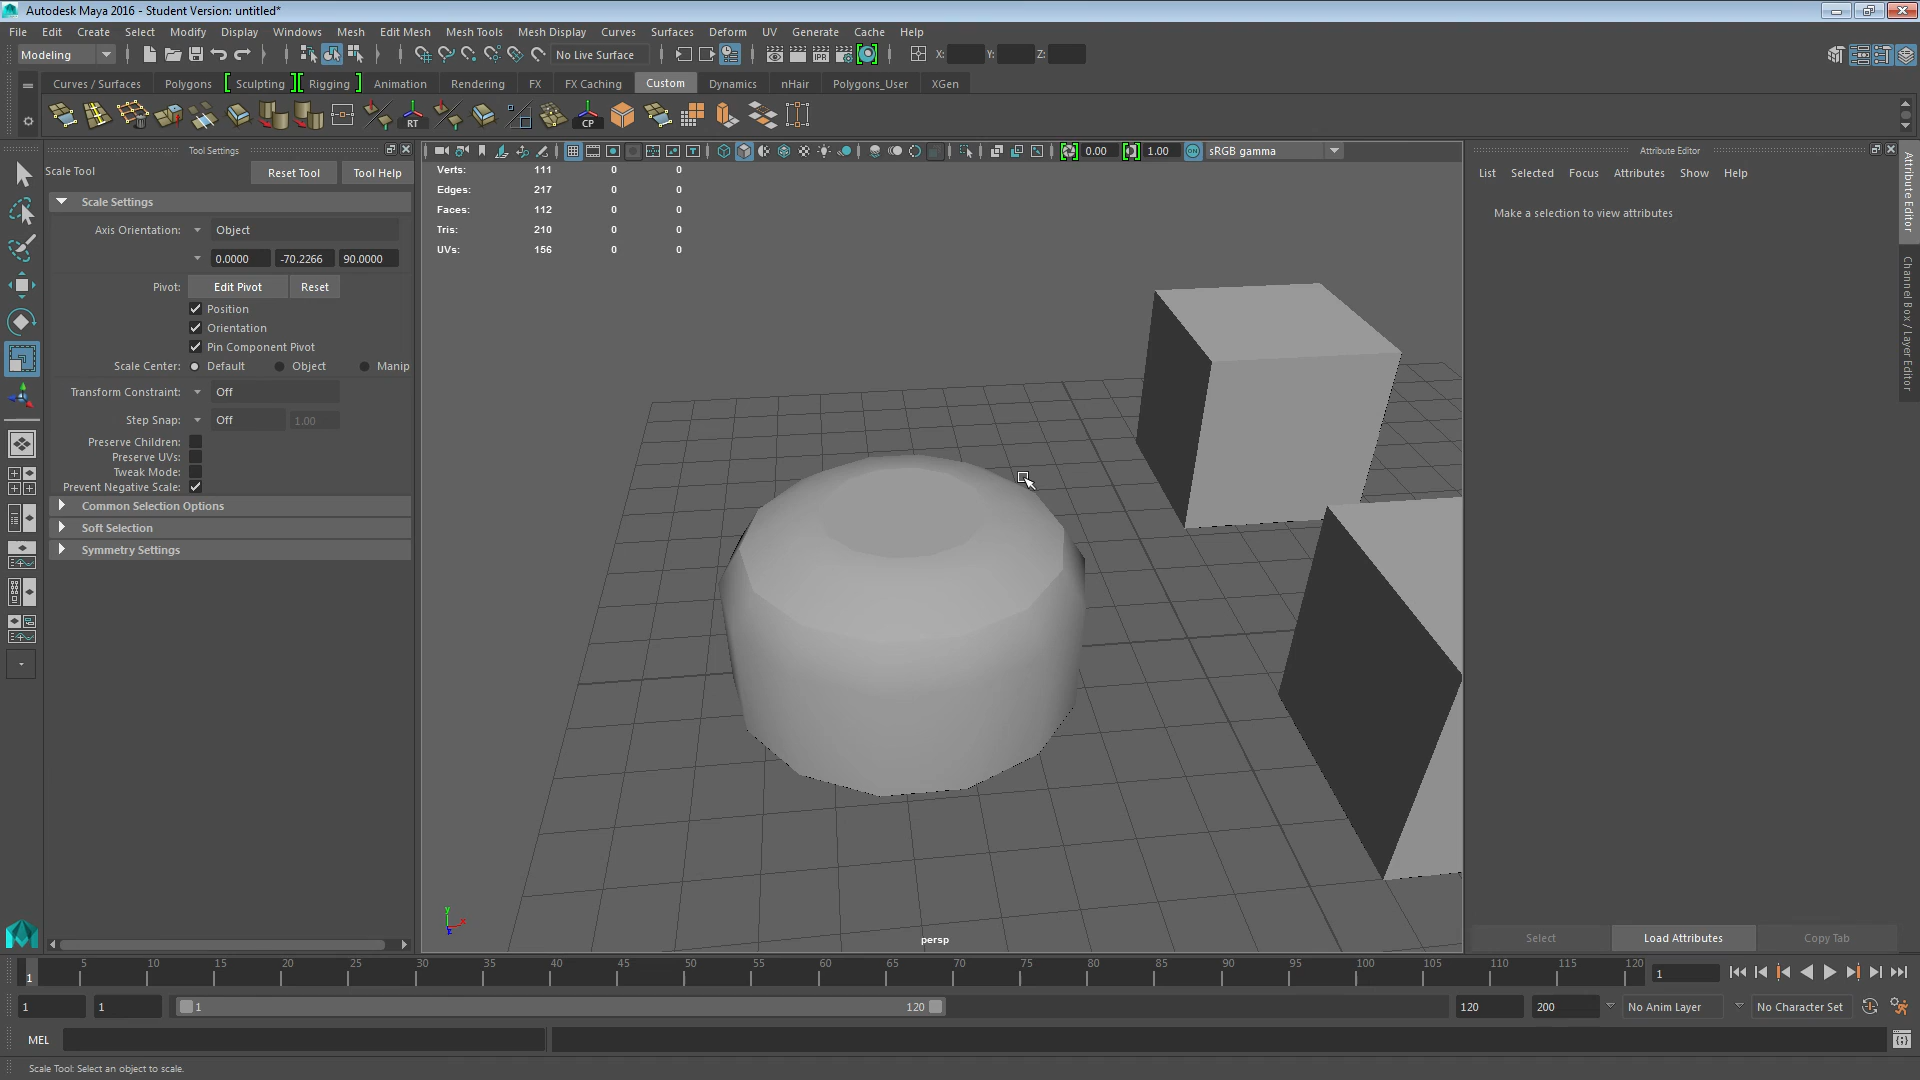 Autodesk Maya 2016 - Student Version: untitled*
File Edit Create Select Modify Display Windows Mesh Edit Mesh Mesh Tools Mesh Display Curves Surfaces Deform UV Generate Cache Help
Modeling No Live Surface X: Y: Z:
Curves / Surfaces Polygons Sculpting Rigging Animation Rendering FX FX Caching Custom Dynamics nHair Polygons_User XGen
RT CP
Tool Settings
Scale Tool Reset Tool Tool Help
Scale Settings
Axis Orientation: Object
0.0000 -70.2266 90.0000
Pivot: Edit Pivot Reset
Position
Orientation
Pin Component Pivot
Scale Center: Default Object Manip
Transform Constraint: Off
Step Snap: Off 1.00
Preserve Children:
Preserve UVs:
Tweak Mode:
Prevent Negative Scale:
Common Selection Options
Soft Selection
Symmetry Settings
0.00 1.00 ON sRGB gamma
Verts: 111 0 0
Edges: 217 0 0
Faces: 112 0 0
Tris: 210 0 0
UVs: 156 0 0
y x z
persp
Attribute Editor
List Selected Focus Attributes Show Help
Make a selection to view attributes
Attribute Editor
Channel Box / Layer Editor
Select Load Attributes Copy Tab
1 5 10 15 20 25 30 35 40 45 50 55 60 65 70 75 80 85 90 95 100 105 110 115 120 1
1 1 1 120 120 200 No Anim Layer No Character Set
MEL
Scale Tool: Select an object to scale.